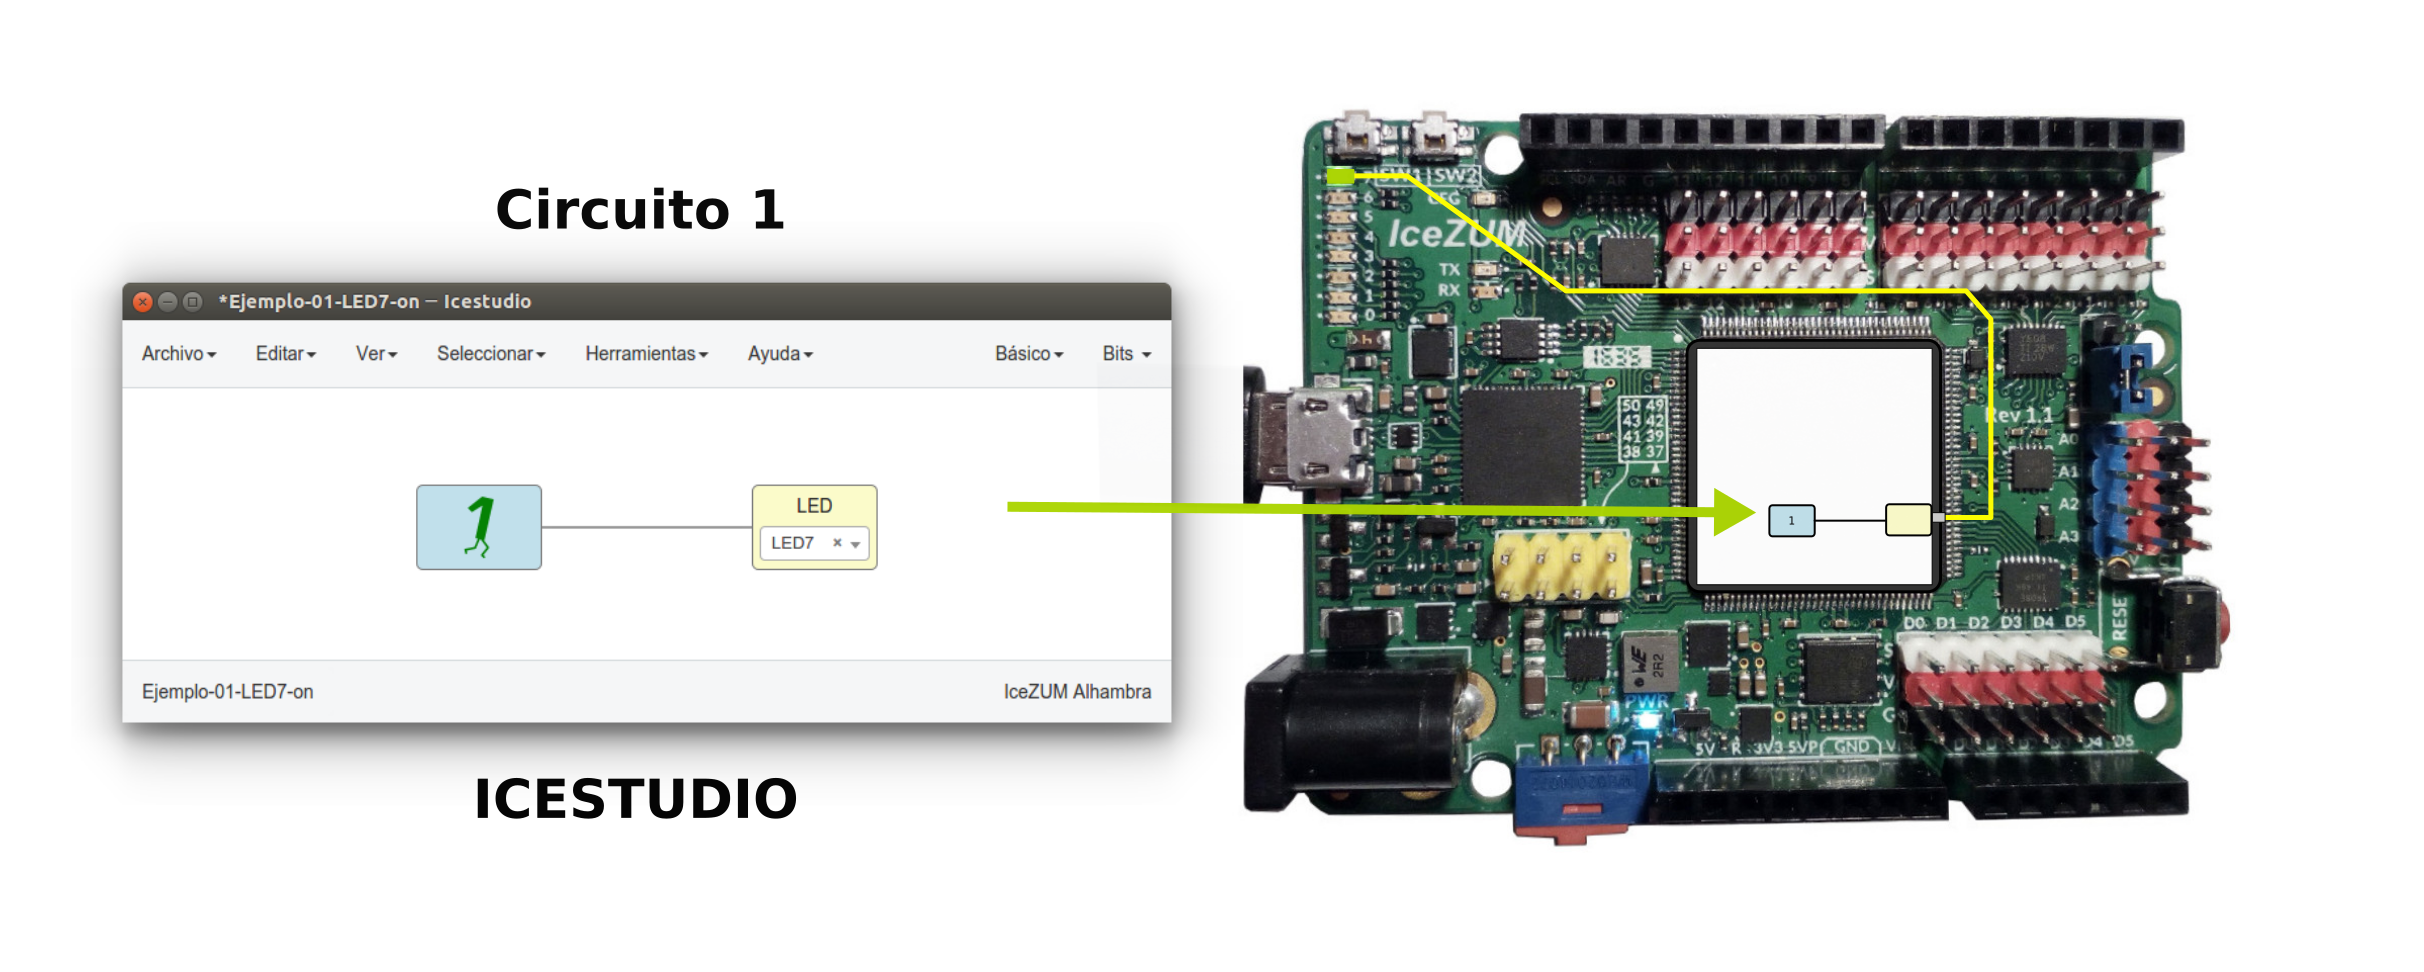 Circuito 1
*Ejemplo-01-LED7-on — Icestudio
Archivo Editar Ver Seleccionar Herramientas Ayuda Básico Bits
LED
LED7
Ejemplo-01-LED7-on IceZUM Alhambra
ICESTUDIO
SW1 SW2
6
5
4
3
2
1
0
IceZUM
TX
RX
50 49
43 42
41 39
38 37
1
Rev 1.1
A0
A1
A2
A3
RESET
D0 D1 D2 D3 D4 D5
WE
2R2
PWR
5V R 3V3 5VP GND